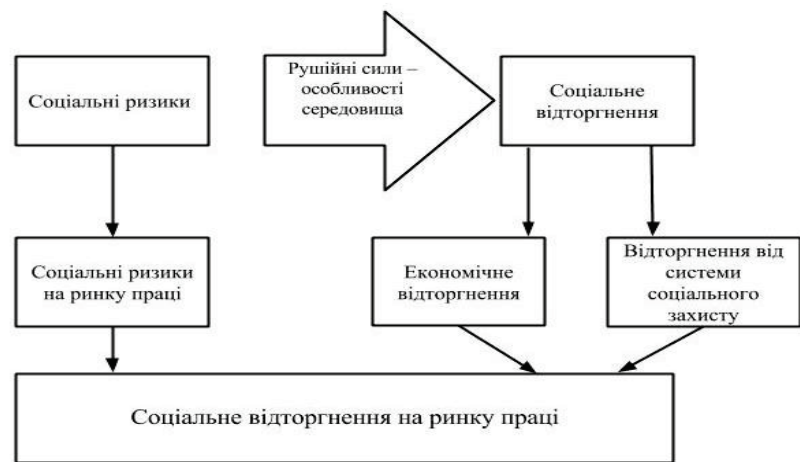 Соціальні ризики
Рушійні сили –
особливості
середовища
Соціальне
відторгнення
Соціальні ризики
на ринку праці
Економічне
відторгнення
Відторгнення від
системи
соціального
захисту
Соціальне відторгнення на ринку праці